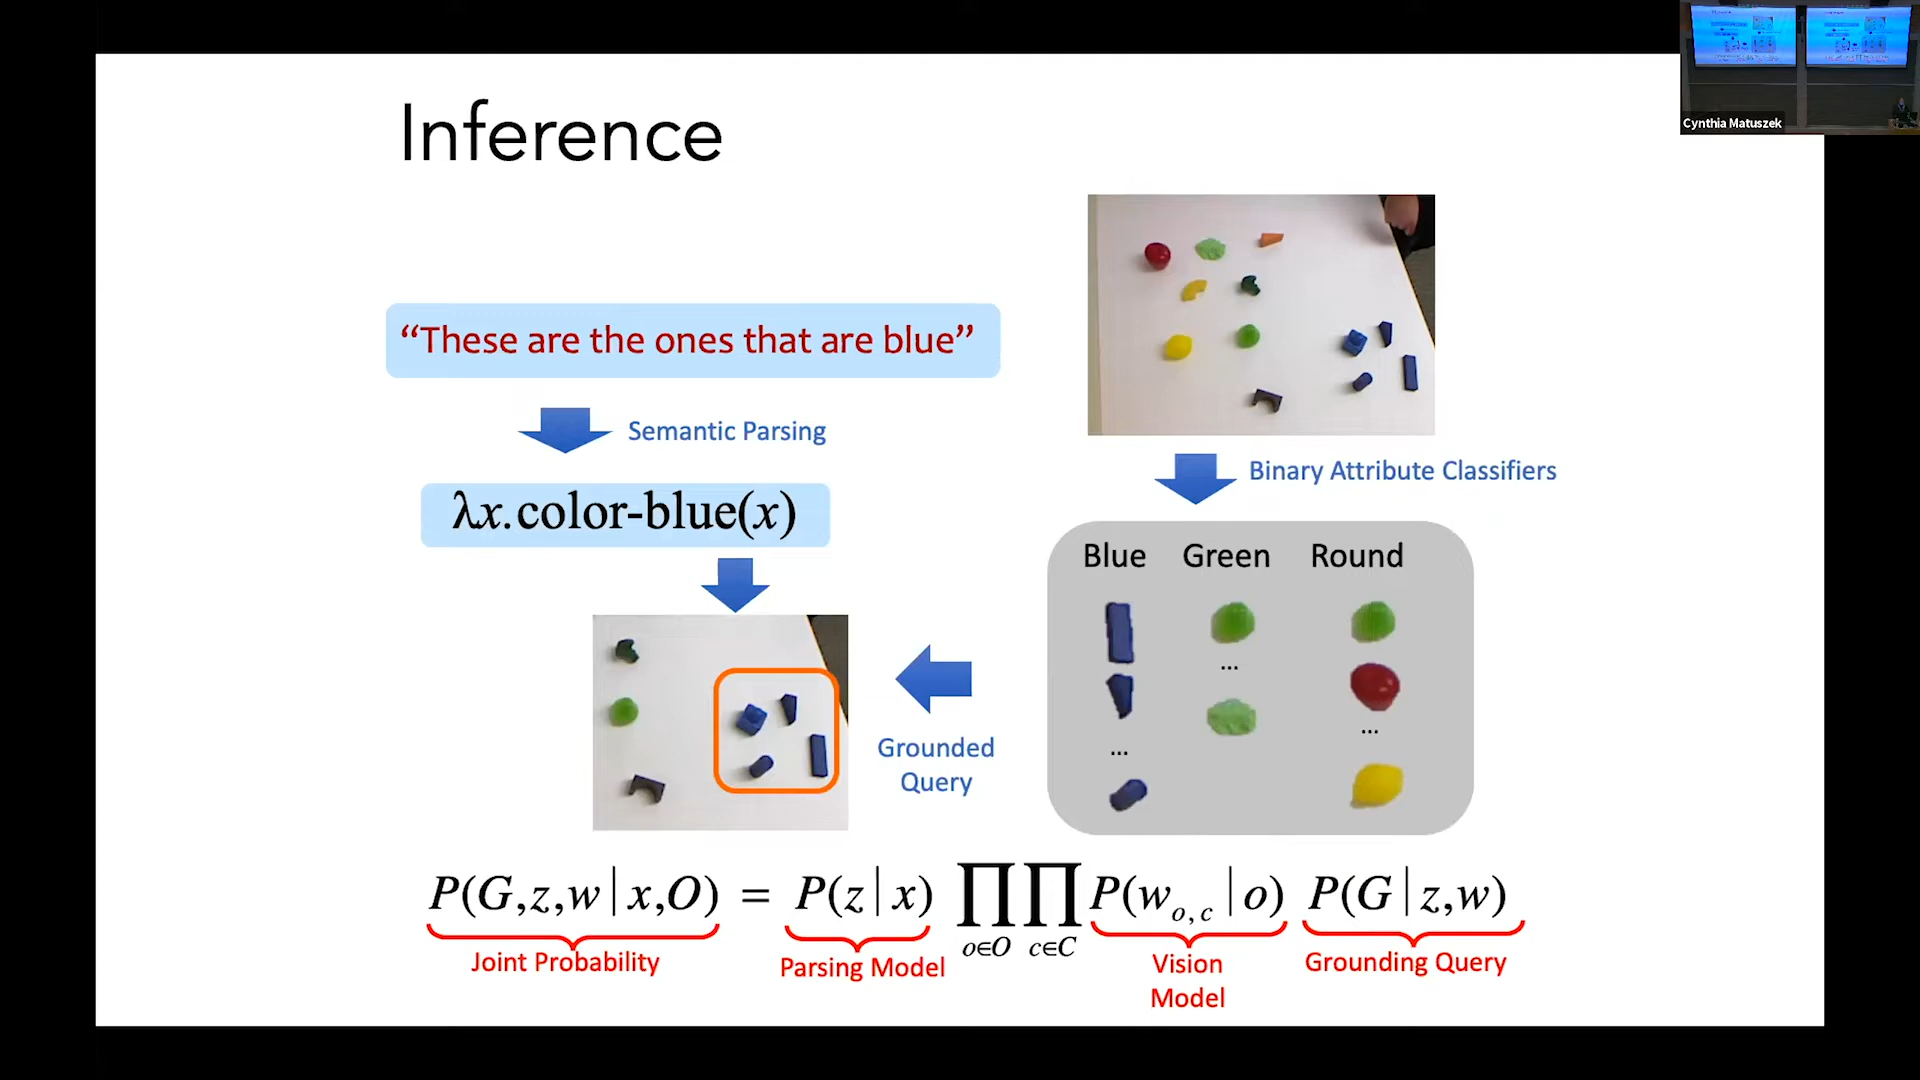 Inference
Cynthia Matuszek
“These are the ones that are blue”
Semantic Parsing
λx.color-blue(x)
Binary Attribute Classifiers
Blue Green Round
...
...
...
Grounded
Query
P(G,z,w|x,O) = P(z|x) ∏ ∏ P(w_{o,c}|o) P(G|z,w)
o∈O c∈C
Joint Probability
Parsing Model
Vision
Model
Grounding Query